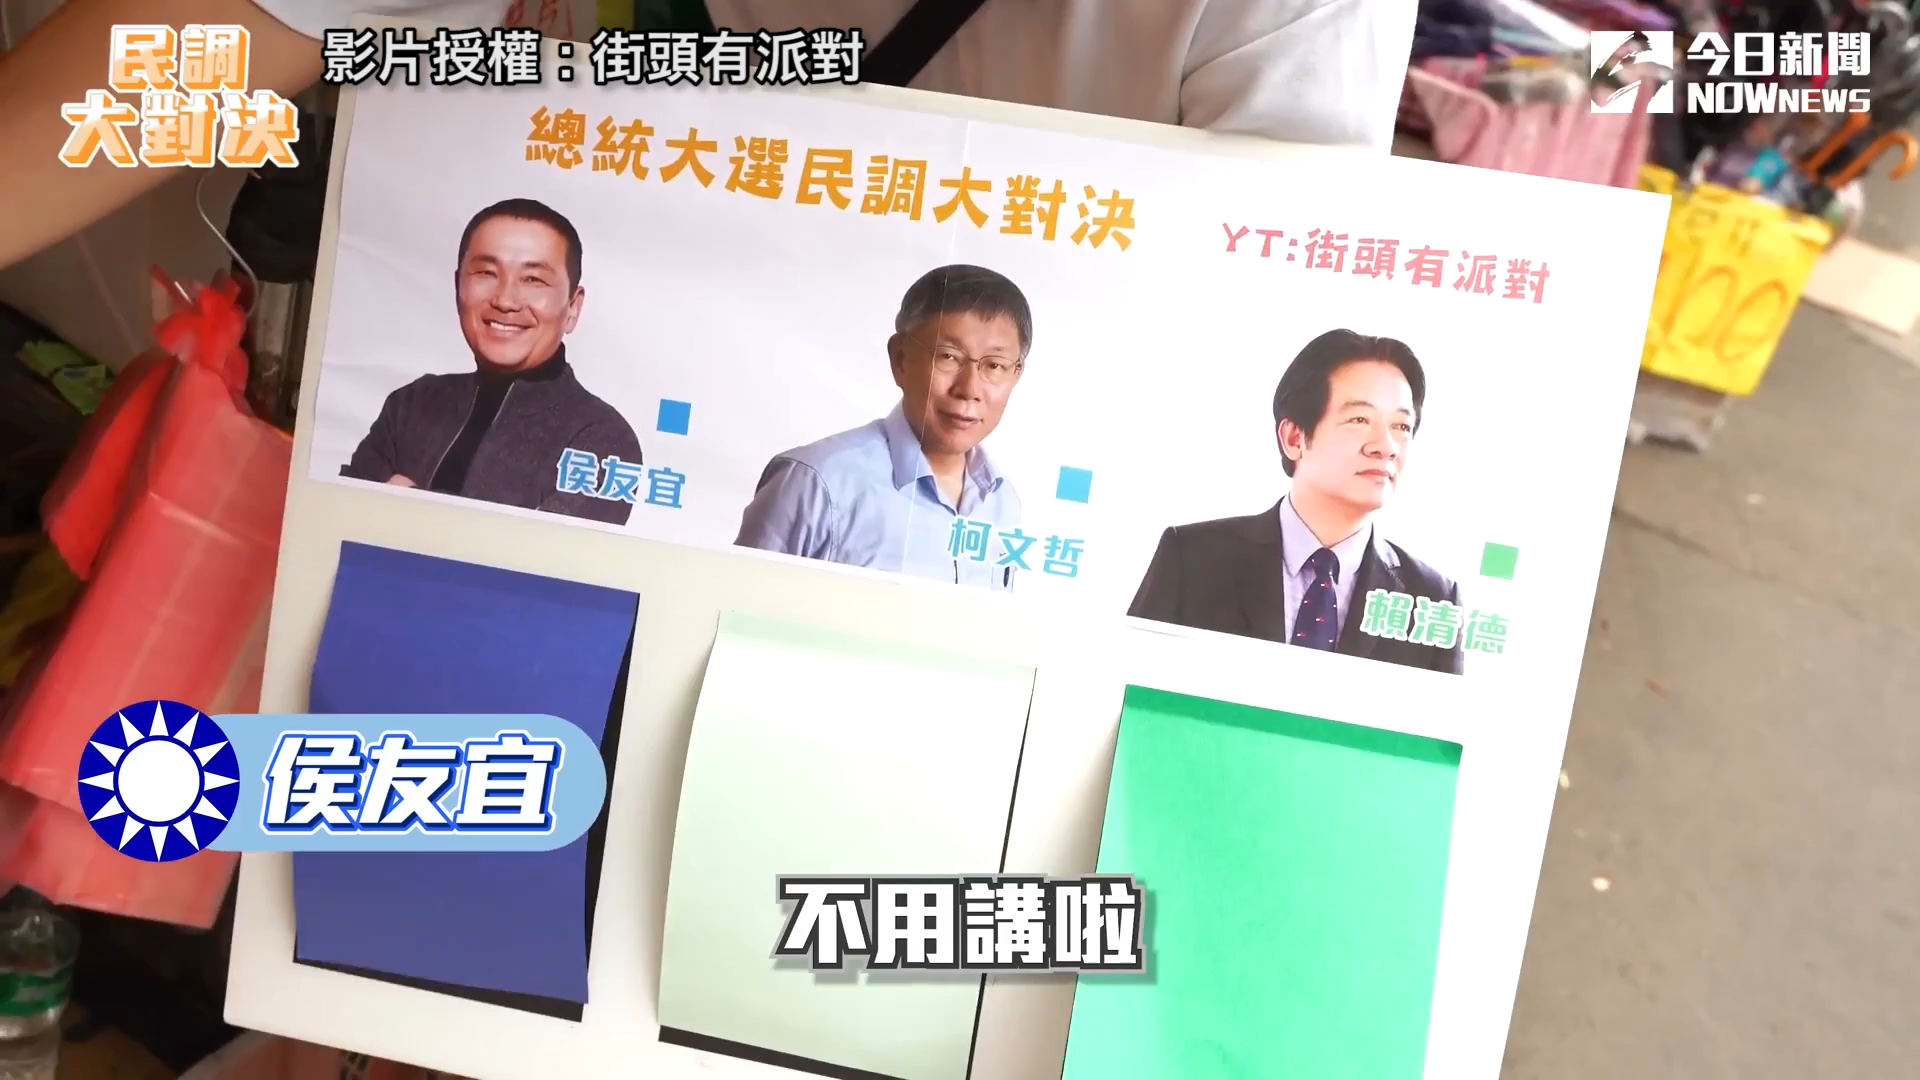 民調
大對決
影片授權：街頭有派對
今日新聞
NOWNEWS
總統大選民調大對決
YT:街頭有派對
侯友宜
柯文哲
賴清德
侯友宜
不用講啦